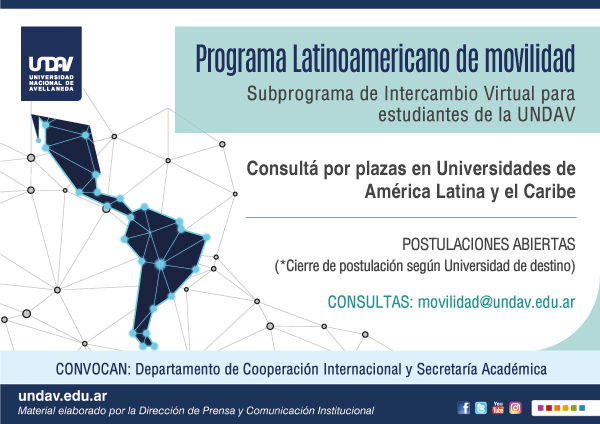 UNDAV
UNIVERSIDAD
NACIONAL DE
AVELLANEDA
Programa Latinoamericano de movilidad
Subprograma de Intercambio Virtual para
estudiantes de la UNDAV
Consultá por plazas en Universidades de
América Latina y el Caribe
POSTULACIONES ABIERTAS
(*Cierre de postulación según Universidad de destino)
CONSULTAS: movilidad@undav.edu.ar
CONVOCAN: Departamento de Cooperación Internacional y Secretaría Académica
undav.edu.ar
Material elaborado por la Dirección de Prensa y Comunicación Institucional